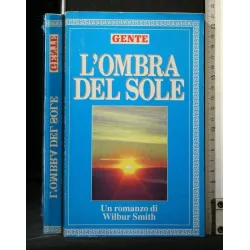 GENTE
L'OMBRA
DEL SOLE
Un romanzo di
Wilbur Smith
GENTE
L'OMBRA DEL SOLE